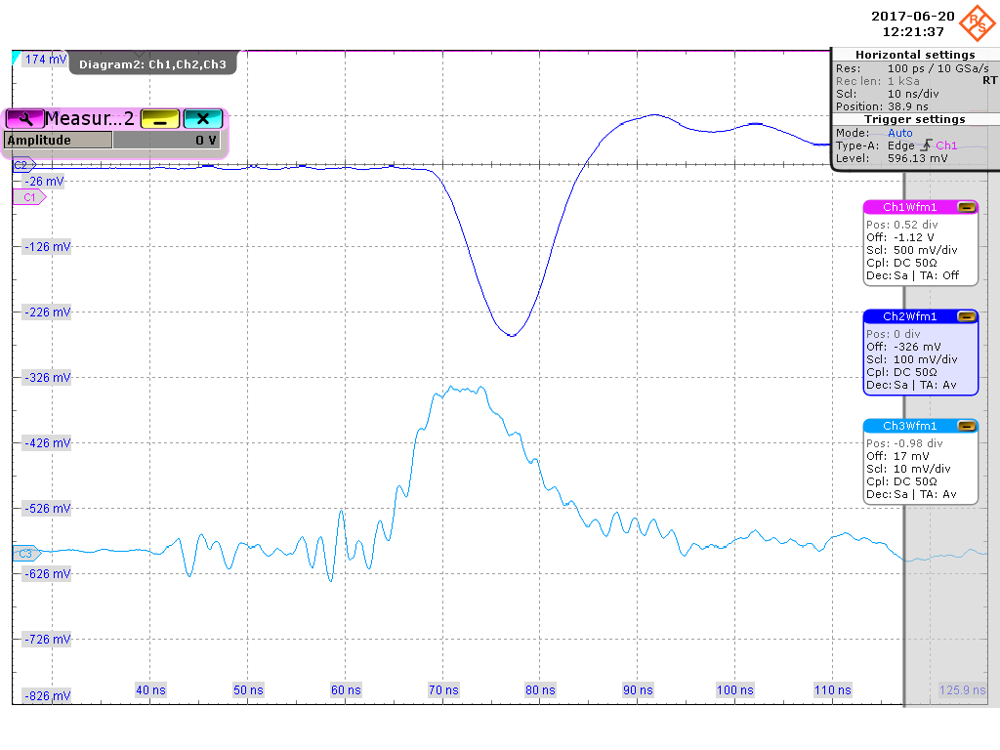 2017-06-20
12:21:37
R&S
174 mV
Diagram2: Ch1,Ch2,Ch3
Horizontal settings
Res: 100 ps / 10 GSa/s
Rec len: 1 kSa
RT
Scl: 10 ns/div
Position: 38.9 ns
Trigger settings
Mode: Auto
Type-A: Edge Ch1
Level: 596.13 mV
Measur...2
Amplitude 0 V
C2
-26 mV
C1
-126 mV
-226 mV
-326 mV
-426 mV
-526 mV
C3
-626 mV
-726 mV
-826 mV
Ch1Wfm1
Pos: 0.52 div
Off: -1.12 V
Scl: 500 mV/div
Cpl: DC 50Ω
Dec: Sa | TA: Off
Ch2Wfm1
Pos: 0 div
Off: -326 mV
Scl: 100 mV/div
Cpl: DC 50Ω
Dec: Sa | TA: Av
Ch3Wfm1
Pos: -0.98 div
Off: 17 mV
Scl: 10 mV/div
Cpl: DC 50Ω
Dec: Sa | TA: Av
40 ns 50 ns 60 ns 70 ns 80 ns 90 ns 100 ns 110 ns 125.9 ns